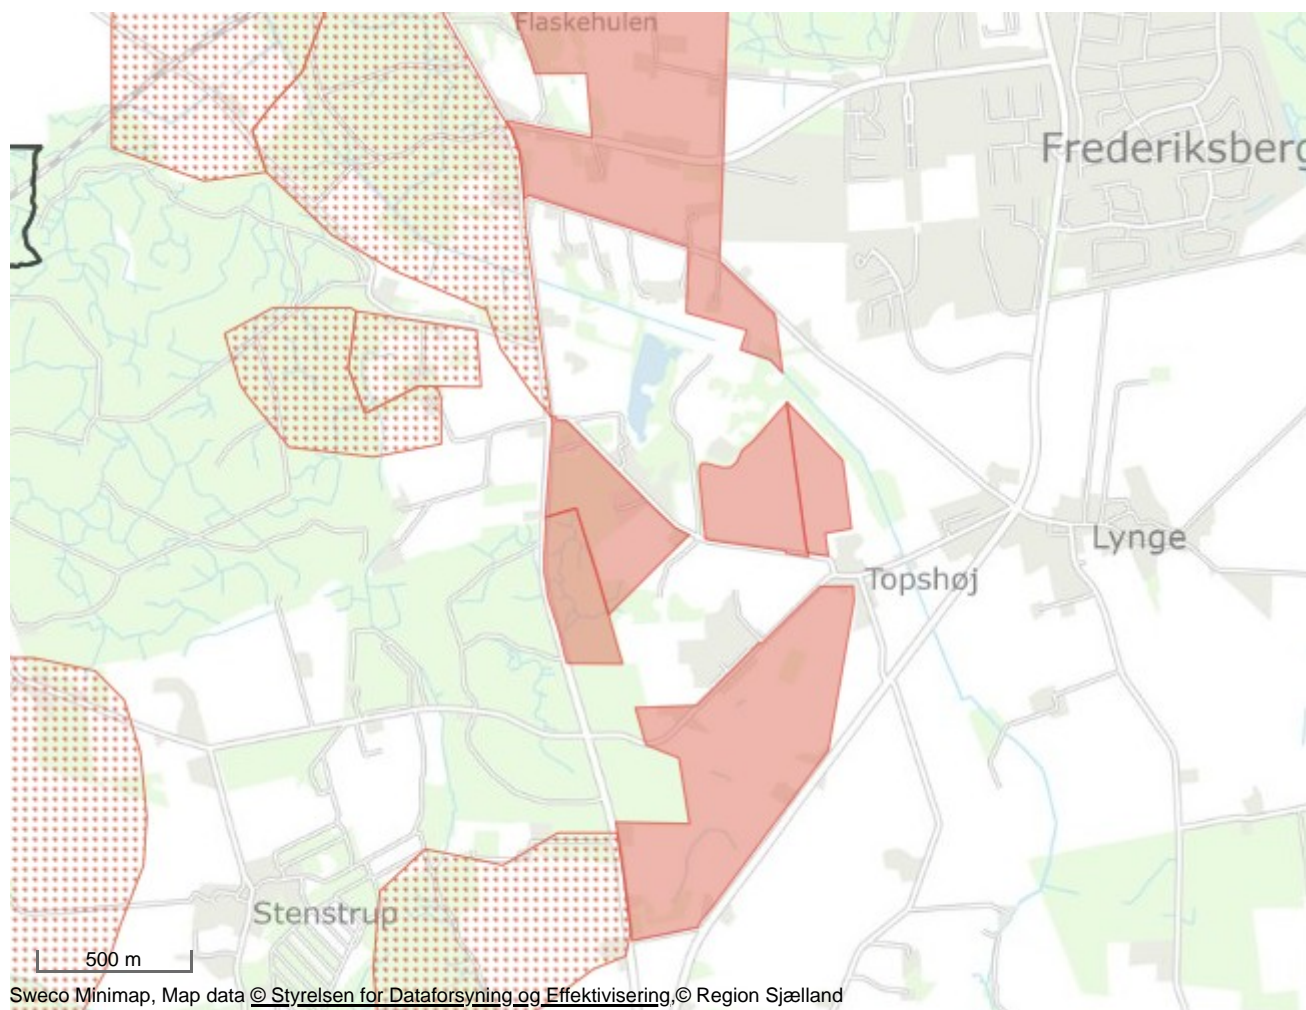 Flaskehulen
Frederiksberg
Lynge
Topshøj
Stenstrup
500 m
Sweco Minimap, Map data © Styrelsen for Dataforsyning og Effektivisering,© Region Sjælland